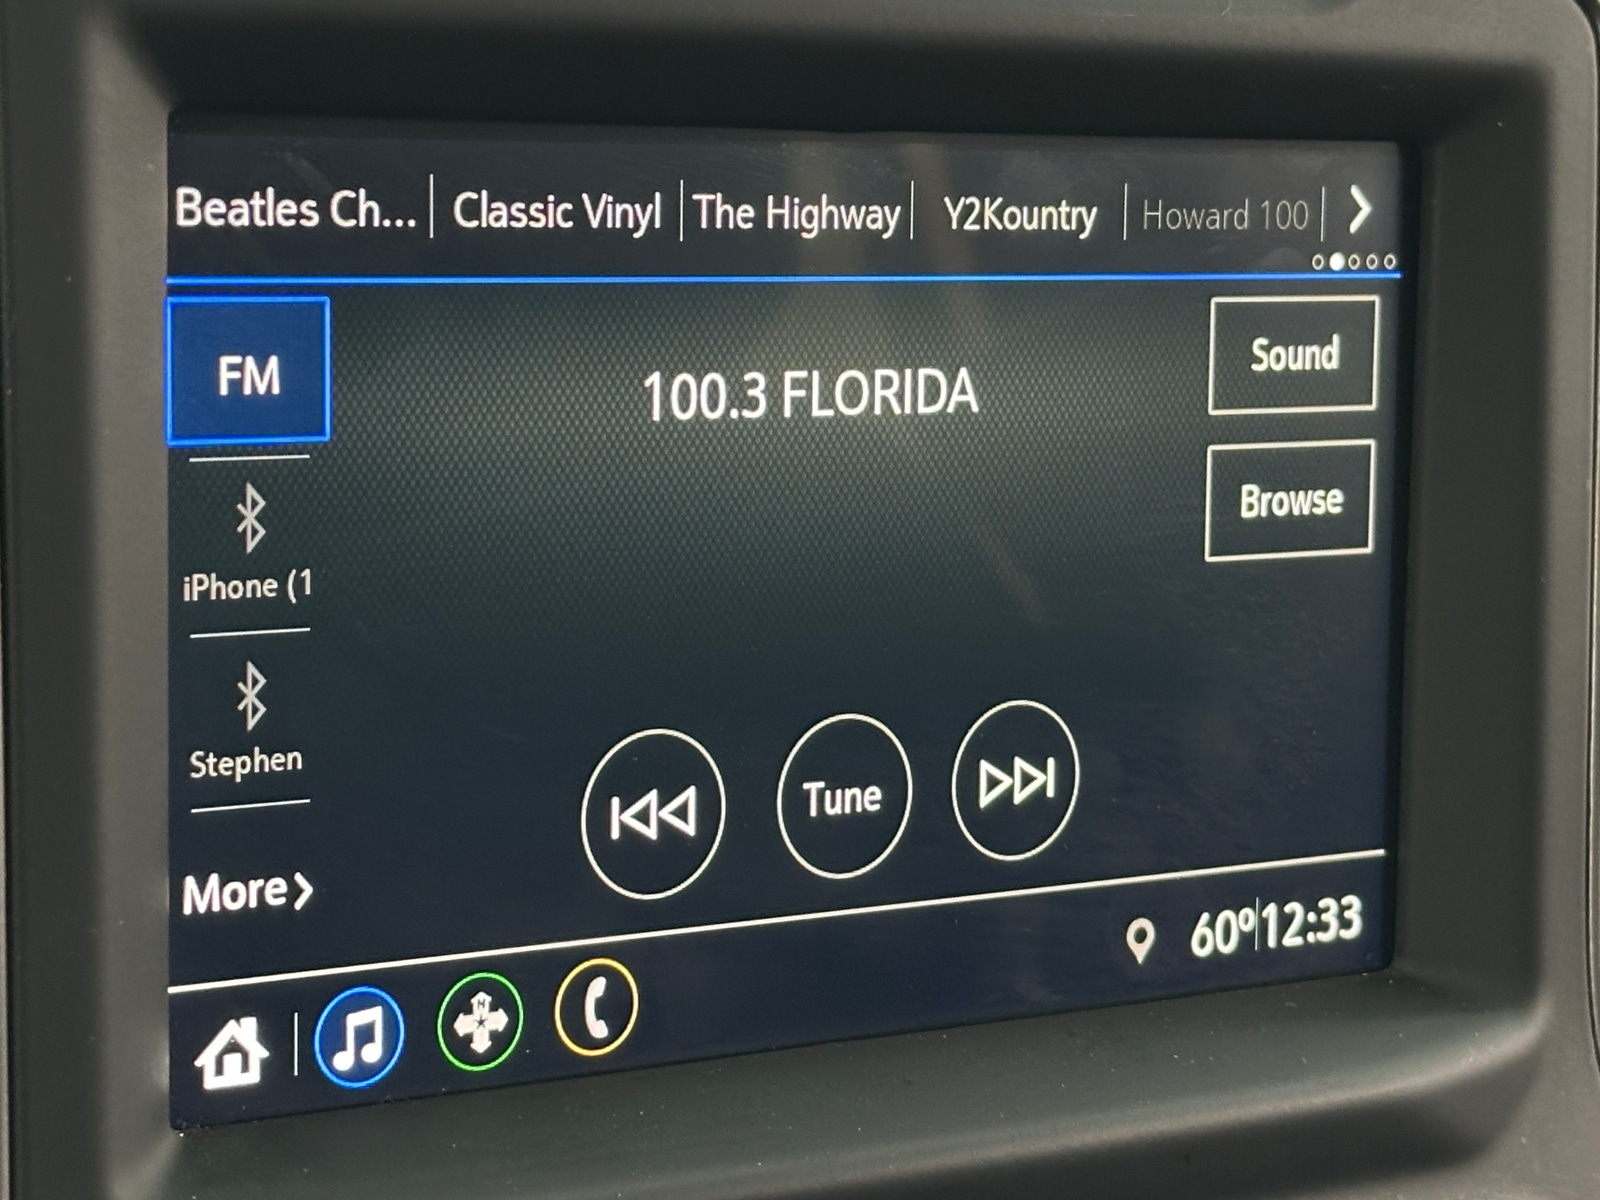 Beatles Ch... Classic Vinyl The Highway Y2Kountry Howard 100
FM
100.3 FLORIDA
Sound
Browse
iPhone (1
Stephen
Tune
More
60°
12:33
N